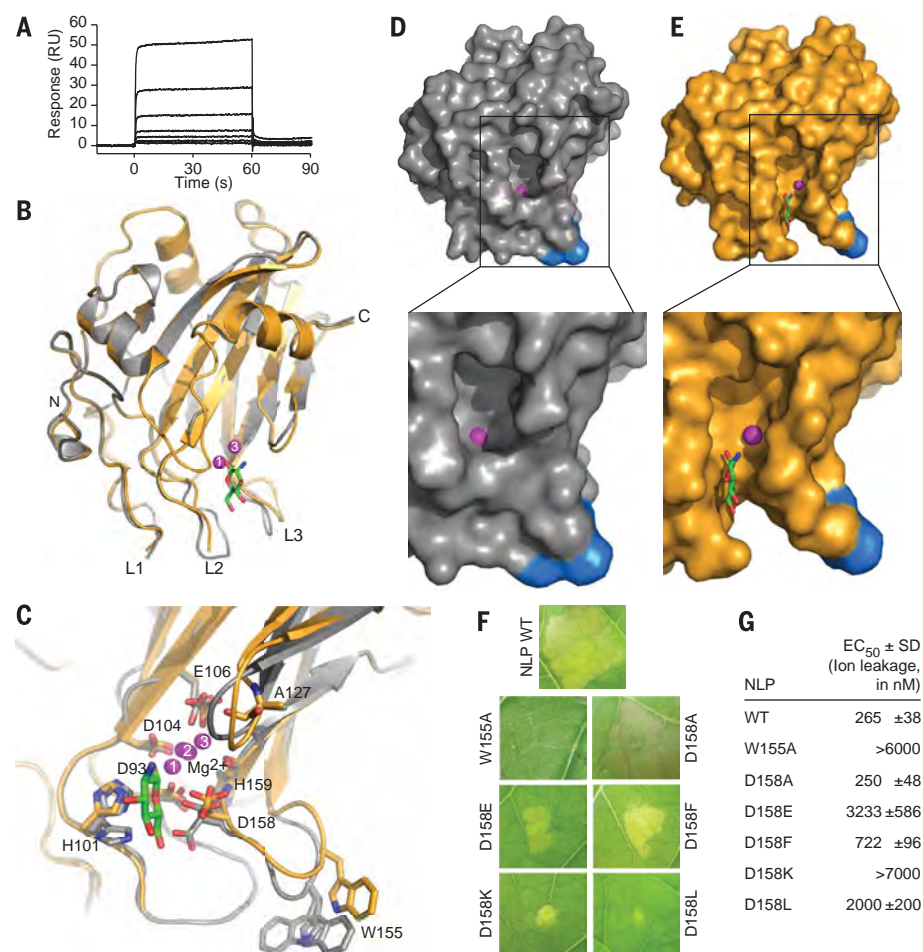 A
Response (RU)
60
50
40
30
20
10
0
0
30
60
90
Time (s)
B
N
C
1
3
L1
L2
L3
C
E106
A127
D104
3
2
Mg2+
1
D93
H159
D158
H101
W155
D
E
F
NLP WT
W155A
D158A
D158E
D158F
D158K
D158L
G
EC50 ± SD
(Ion leakage,
NLP in nM)
WT 265 ±38
W155A >6000
D158A 250 ±48
D158E 3233 ±586
D158F 722 ±96
D158K >7000
D158L 2000 ±200